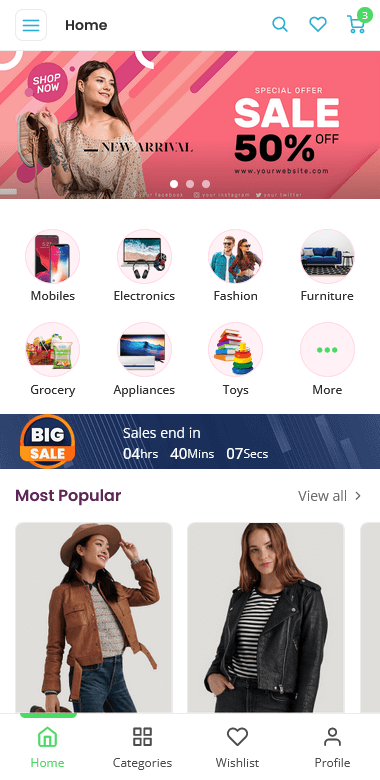 Home
3
SHOP
NOW
SPECIAL OFFER
SALE
50% OFF
NEW ARRIVAL
www.yourwebsite.com
your facebook your instagram your twitter
Mobiles Electronics Fashion Furniture
Grocery Appliances Toys More
BIG
SALE
Sales end in
04hrs 40Mins 07Secs
Most Popular View all
Home Categories Wishlist Profile